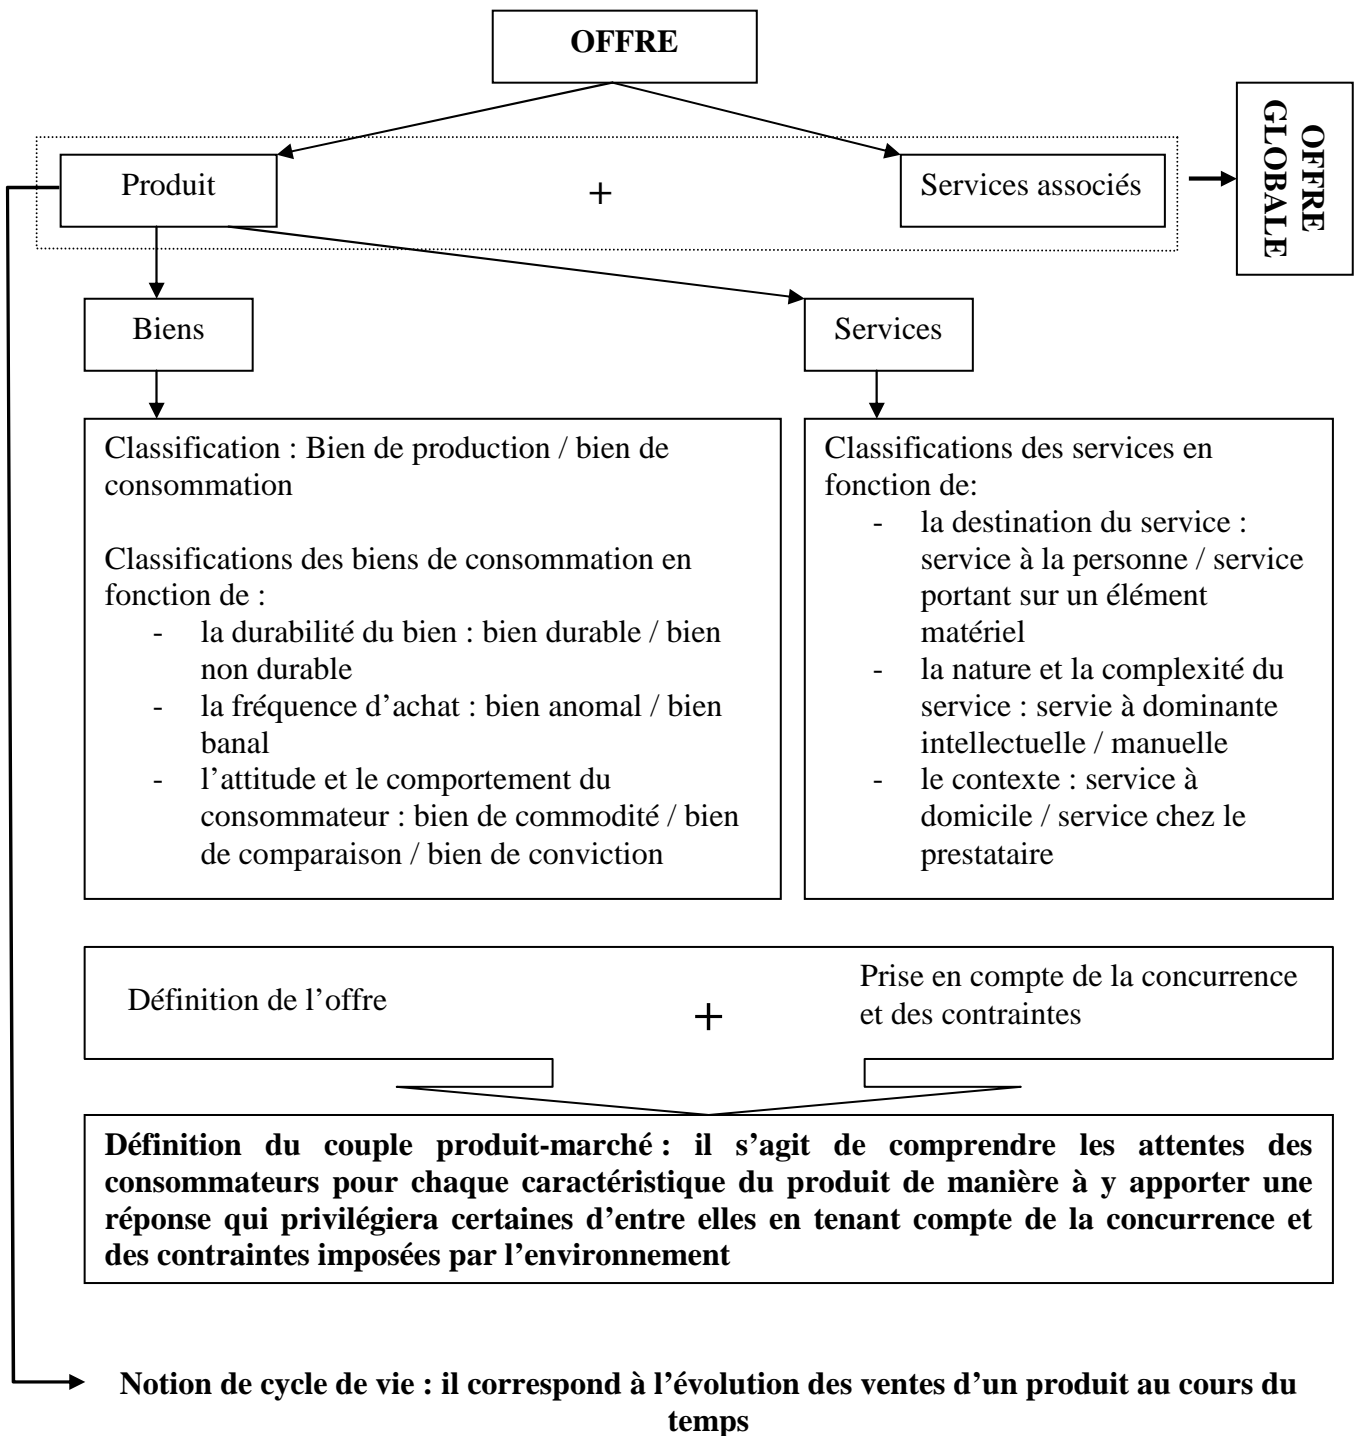 OFFRE
OFFRE
GLOBALE
Produit
+
Services associés
Biens
Services
Classification : Bien de production / bien de
consommation
Classifications des biens de consommation en
fonction de :
- la durabilité du bien : bien durable / bien
non durable
- la fréquence d’achat : bien anomal / bien
banal
- l’attitude et le comportement du
consommateur : bien de commodité / bien
de comparaison / bien de conviction
Classifications des services en
fonction de:
- la destination du service :
service à la personne / service
portant sur un élément
matériel
- la nature et la complexité du
service : servie à dominante
intellectuelle / manuelle
- le contexte : service à
domicile / service chez le
prestataire
Définition de l’offre
+
Prise en compte de la concurrence
et des contraintes
Définition du couple produit-marché : il s’agit de comprendre les attentes des
consommateurs pour chaque caractéristique du produit de manière à y apporter une
réponse qui privilégiera certaines d’entre elles en tenant compte de la concurrence et
des contraintes imposées par l’environnement
Notion de cycle de vie : il correspond à l’évolution des ventes d’un produit au cours du
temps